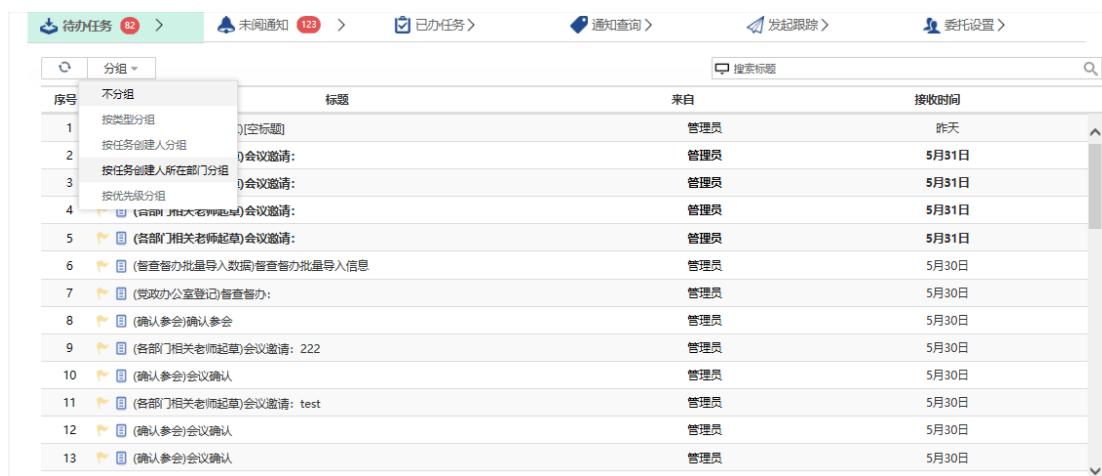 待办任务 82 > 未阅通知 123 > 已办任务 > 通知查询 > 发起跟踪 > 委托设置 >
分组 搜索标题
序号 标题 来自 接收时间
不分组
按类型分组
按任务创建人分组
按任务创建人所在部门分组
按优先级分组
1 )[空标题] 管理员 昨天
2 )会议邀请: 管理员 5月31日
3 )会议邀请: 管理员 5月31日
4 (各部门相关老师起草)会议邀请: 管理员 5月31日
5 (各部门相关老师起草)会议邀请: 管理员 5月31日
6 (督查督办批量导入数据)督查督办批量导入信息 管理员 5月30日
7 (党政办公室登记)督查督办: 管理员 5月30日
8 (确认参会)确认参会 管理员 5月30日
9 (各部门相关老师起草)会议邀请: 222 管理员 5月30日
10 (确认参会)会议确认 管理员 5月30日
11 (各部门相关老师起草)会议邀请: test 管理员 5月30日
12 (确认参会)会议确认 管理员 5月30日
13 (确认参会)会议确认 管理员 5月30日